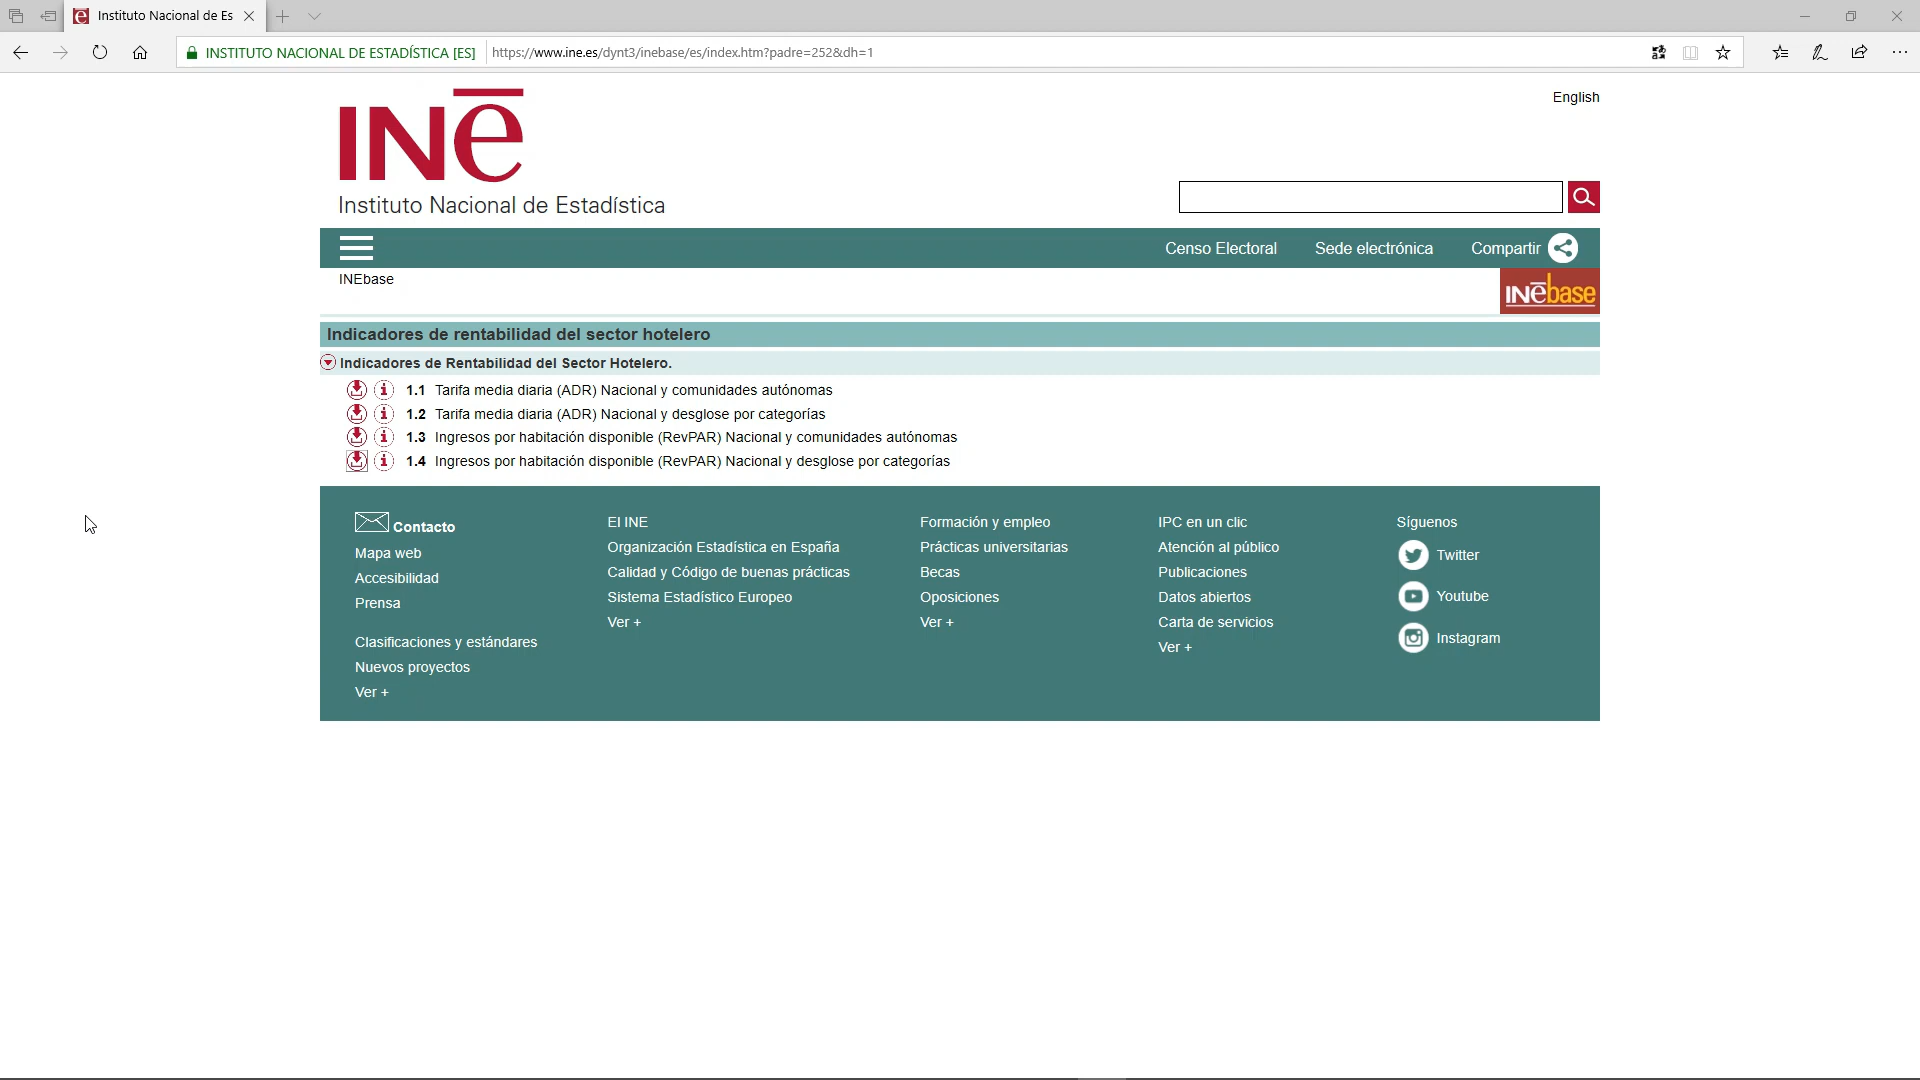 Instituto Nacional de Es
INSTITUTO NACIONAL DE ESTADÍSTICA [ES]
https://www.ine.es/dynt3/inebase/es/index.htm?padre=252&dh=1
English
INē
Instituto Nacional de Estadística
Censo Electoral
Sede electrónica
Compartir
INEbase
INēbase
Indicadores de rentabilidad del sector hotelero
Indicadores de Rentabilidad del Sector Hotelero.
1.1 Tarifa media diaria (ADR) Nacional y comunidades autónomas
1.2 Tarifa media diaria (ADR) Nacional y desglose por categorías
1.3 Ingresos por habitación disponible (RevPAR) Nacional y comunidades autónomas
1.4 Ingresos por habitación disponible (RevPAR) Nacional y desglose por categorías
Contacto
Mapa web
Accesibilidad
Prensa
Clasificaciones y estándares
Nuevos proyectos
Ver +
El INE
Organización Estadística en España
Calidad y Código de buenas prácticas
Sistema Estadístico Europeo
Ver +
Formación y empleo
Prácticas universitarias
Becas
Oposiciones
Ver +
IPC en un clic
Atención al público
Publicaciones
Datos abiertos
Carta de servicios
Ver +
Síguenos
Twitter
Youtube
Instagram